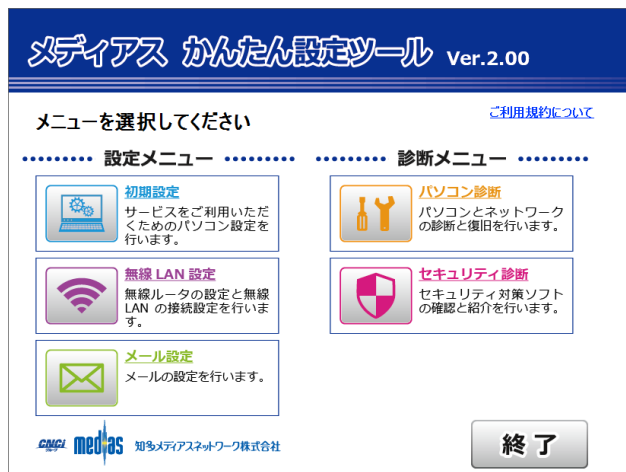 メディアス かんたん設定ツール Ver.2.00
メニューを選択してください
ご利用規約について
設定メニュー
診断メニュー
初期設定
サービスをご利用いただ
くためのパソコン設定を
行います。
無線 LAN 設定
無線ルータの設定と無線
LAN の接続設定を行いま
す。
メール設定
メールの設定を行います。
パソコン診断
パソコンとネットワーク
の診断と復旧を行います。
セキュリティ診断
セキュリティ対策ソフト
の確認と紹介を行います。
CNCI
グループ
medias
知多メディアスネットワーク株式会社
終了